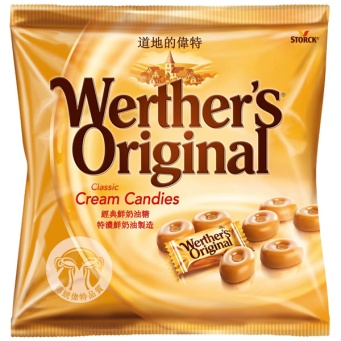 道地的偉特
STORCK
Werther's
Original
Classic
Cream Candies
經典鮮奶油糖
特濃鮮奶油製造
Werther's
Original